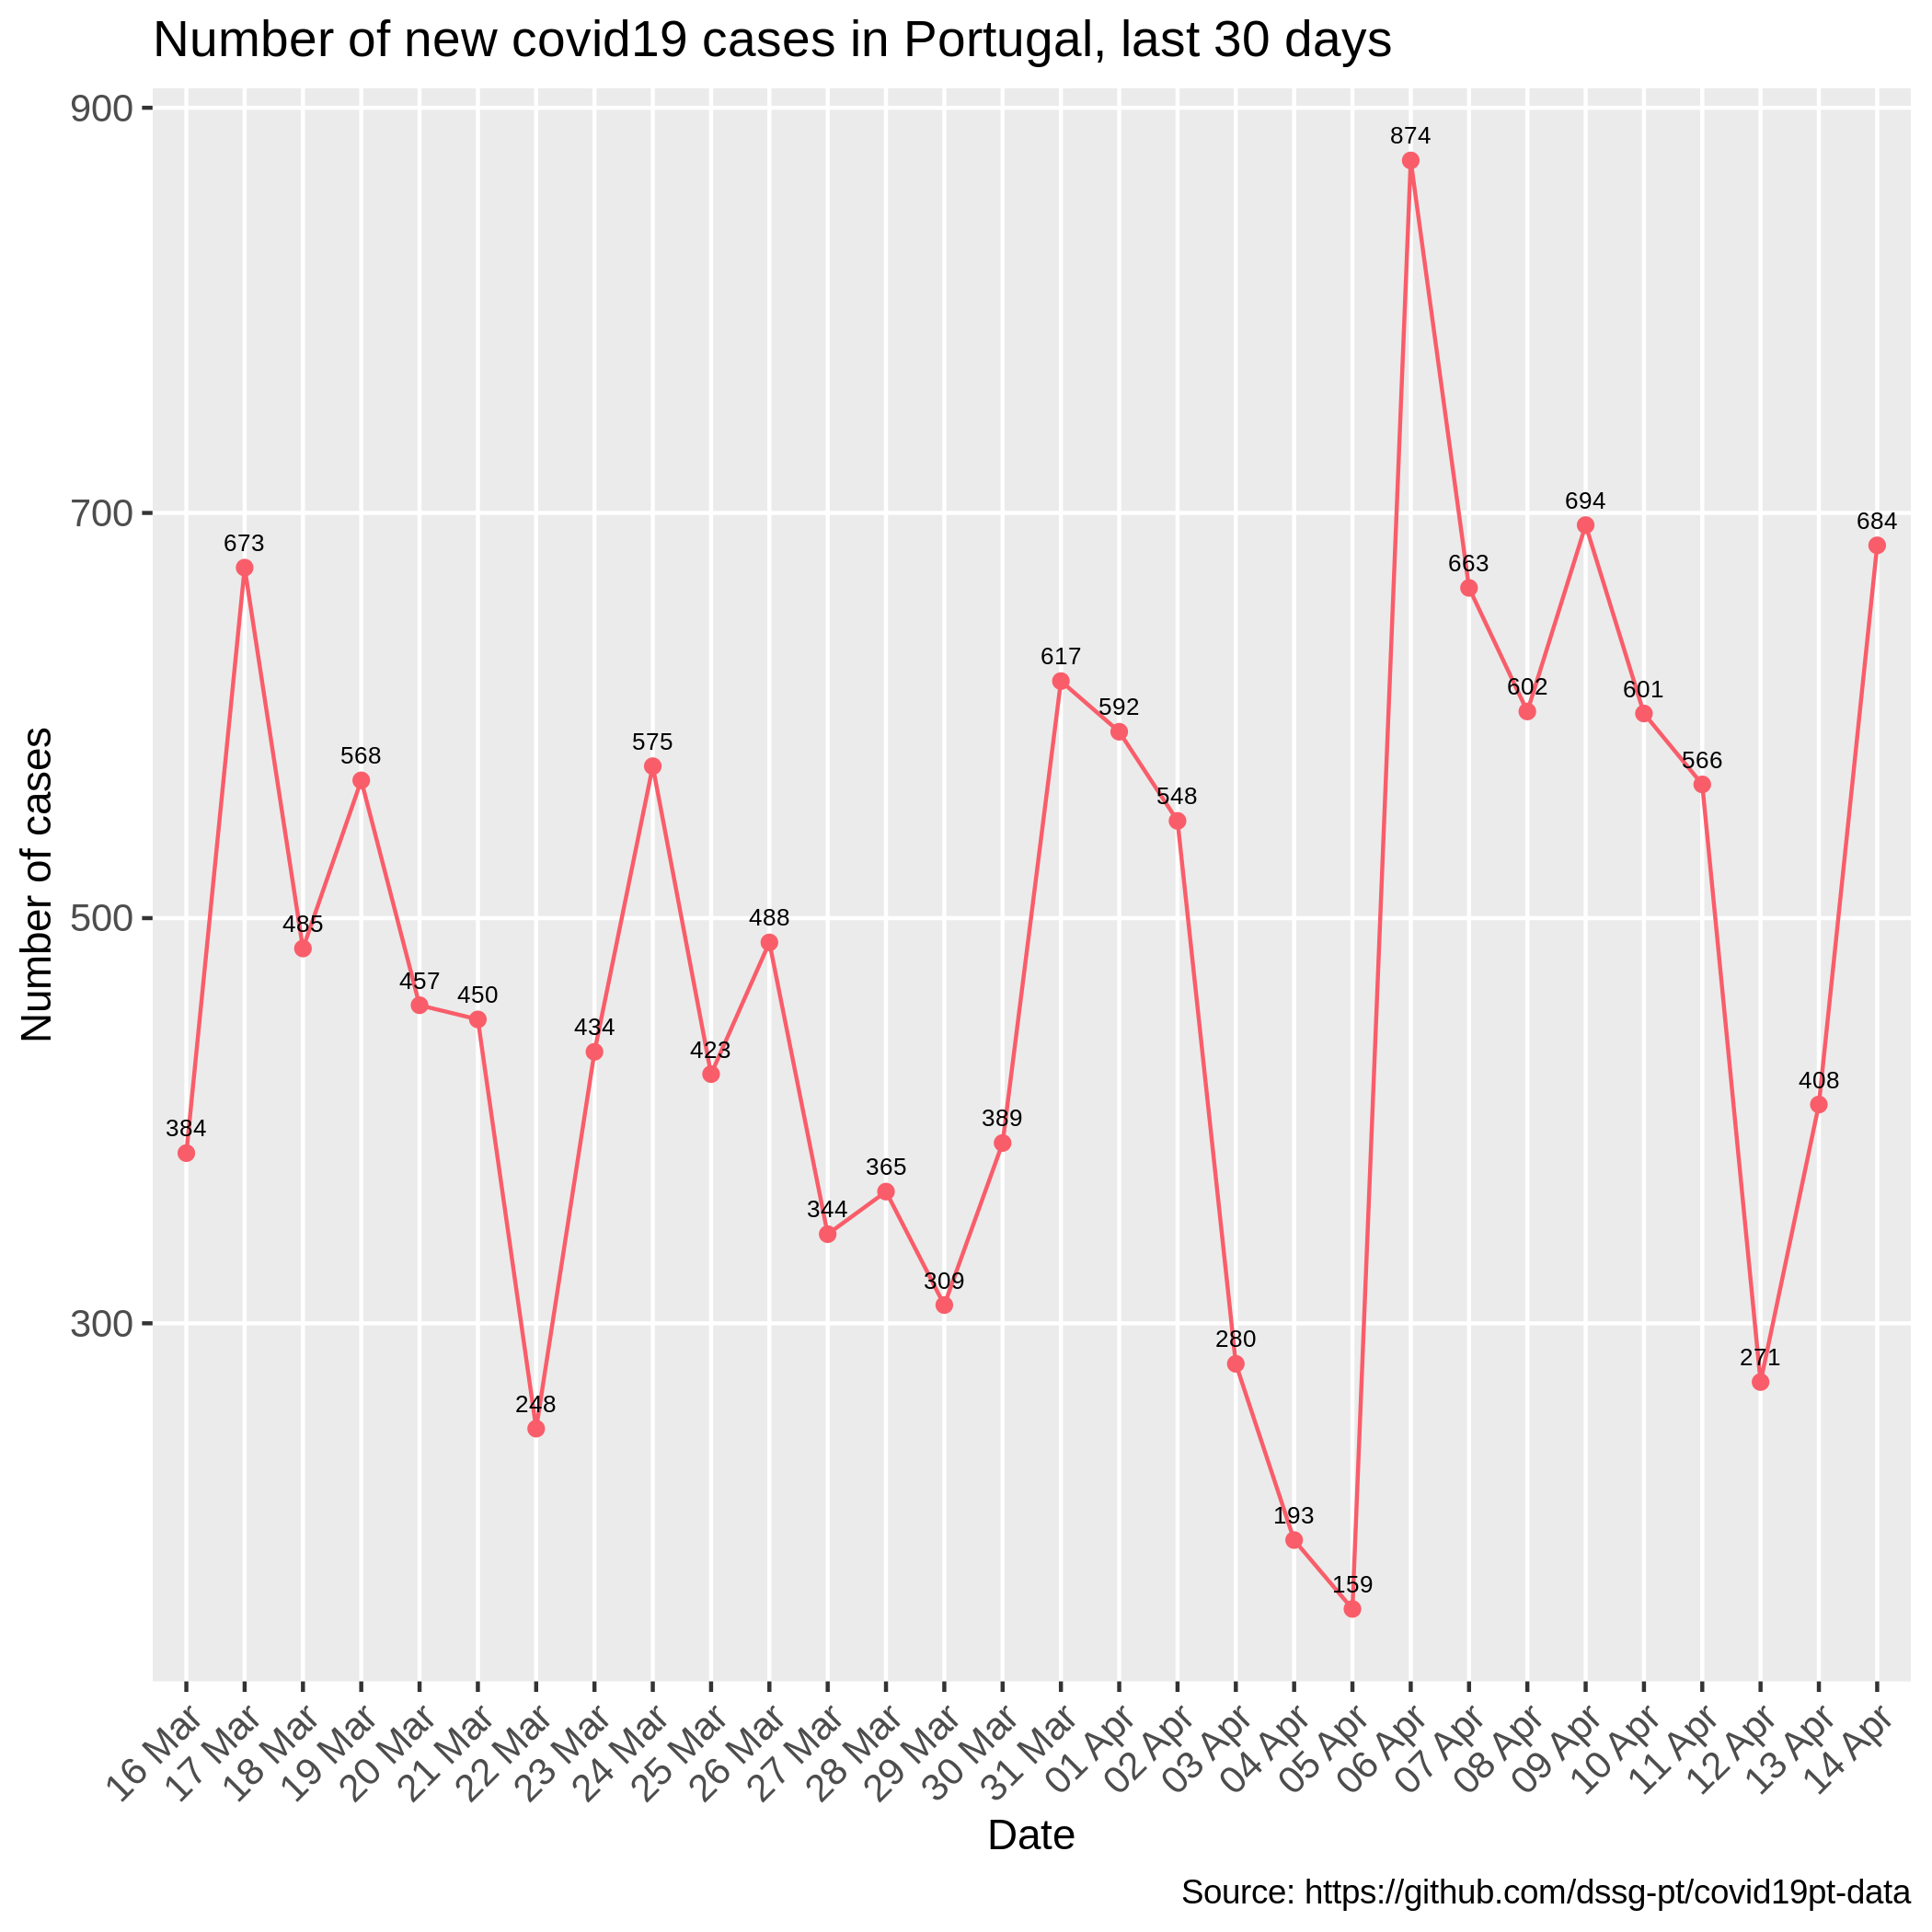 Number of new covid19 cases in Portugal, last 30 days
900
700
500
300
Number of cases
384
673
485
568
457
450
248
434
575
423
488
344
365
309
389
617
592
548
280
193
159
874
663
602
694
601
566
271
408
684
16 Mar
17 Mar
18 Mar
19 Mar
20 Mar
21 Mar
22 Mar
23 Mar
24 Mar
25 Mar
26 Mar
27 Mar
28 Mar
29 Mar
30 Mar
31 Mar
01 Apr
02 Apr
03 Apr
04 Apr
05 Apr
06 Apr
07 Apr
08 Apr
09 Apr
10 Apr
11 Apr
12 Apr
13 Apr
14 Apr
Date
Source: https://github.com/dssg-pt/covid19pt-data